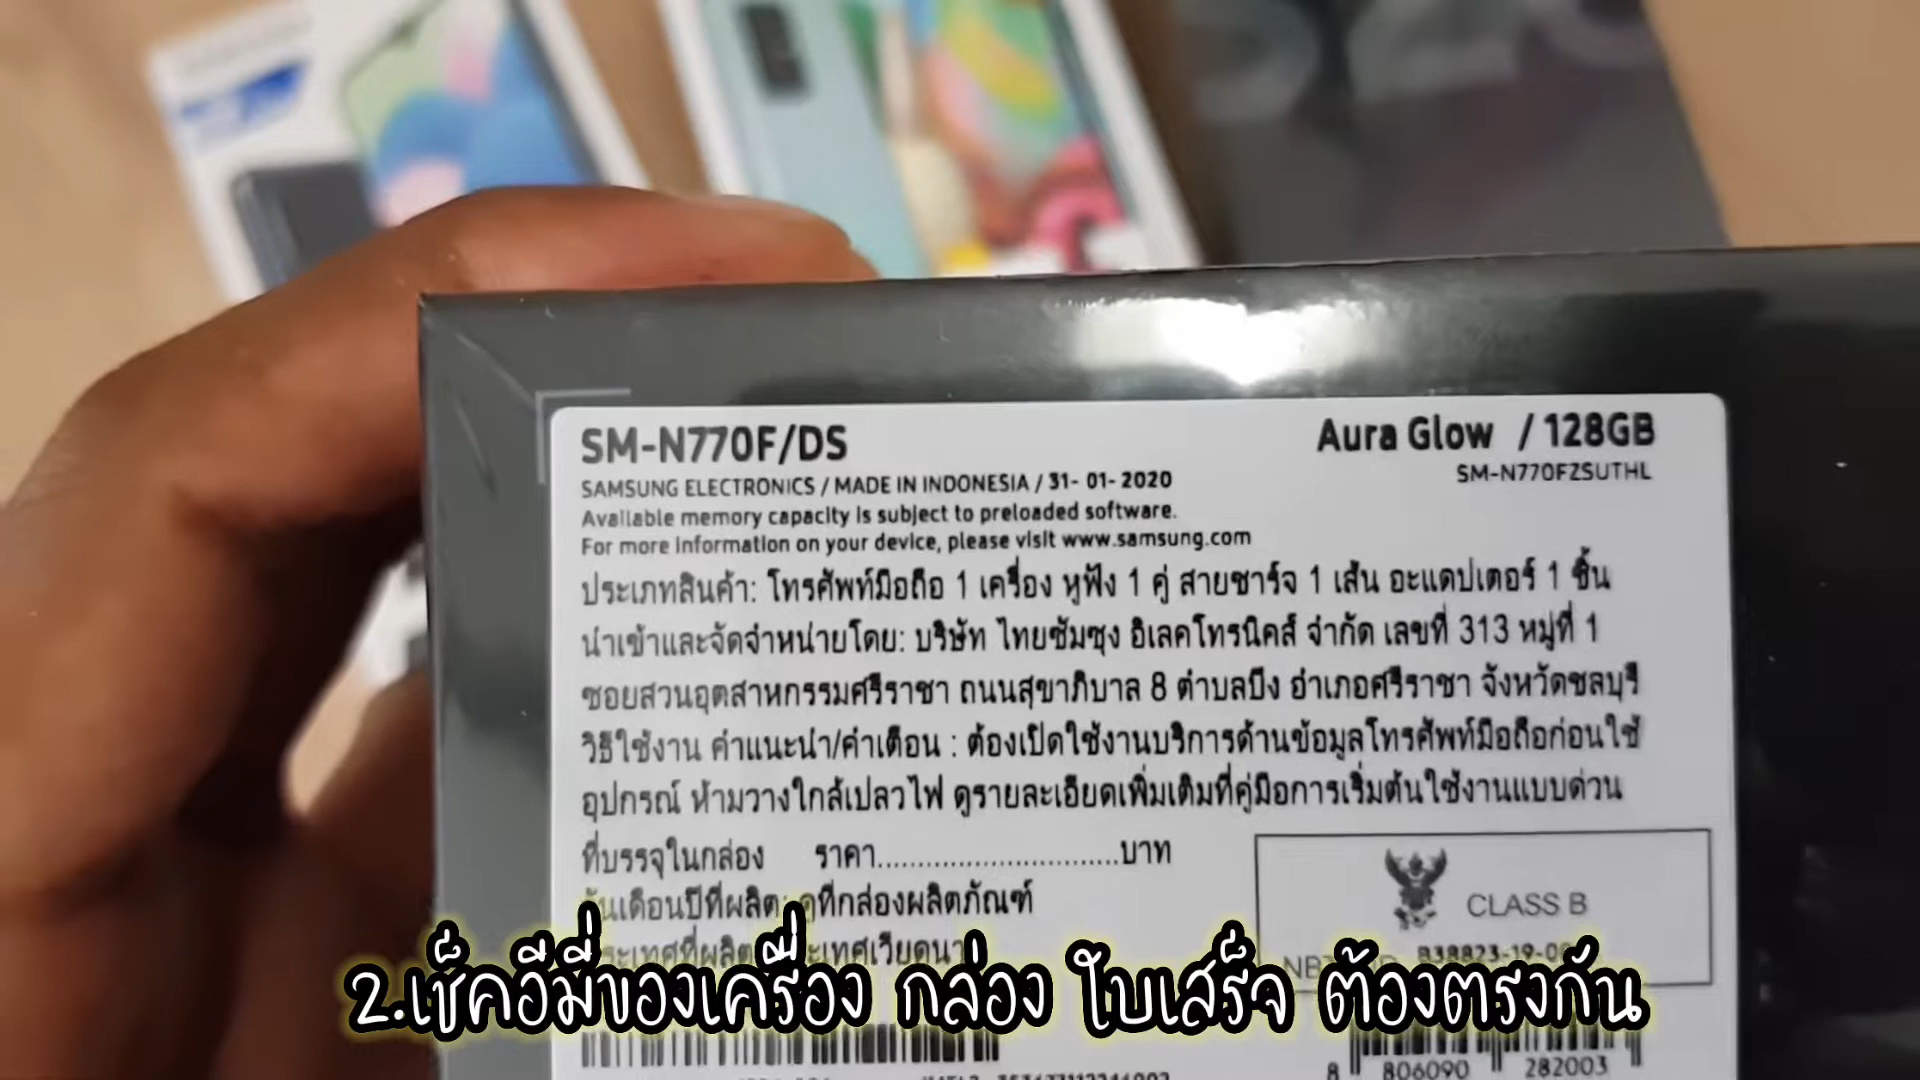 SM-N770F/DS
Aura Glow / 128GB
SAMSUNG ELECTRONICS / MADE IN INDONESIA / 31- 01- 2020
SM-N770FZSUTHL
Available memory capacity is subject to preloaded software.
For more information on your device, please visit www.samsung.com
ประเภทสินค้า: โทรศัพท์มือถือ 1 เครื่อง หูฟัง 1 คู่ สายชาร์จ 1 เส้น อะแดปเตอร์ 1 ชิ้น
นำเข้าและจัดจำหน่ายโดย: บริษัท ไทยซัมซุง อิเลคโทรนิคส์ จำกัด เลขที่ 313 หมู่ที่ 1
ซอยสวนอุตสาหกรรมศรีราชา ถนนสุขาภิบาล 8 ตำบลบึง อำเภอศรีราชา จังหวัดชลบุรี
วิธีใช้งาน คำแนะนำ/คำเตือน : ต้องเปิดใช้งานบริการด้านข้อมูลโทรศัพท์มือถือก่อนใช้
อุปกรณ์ ห้ามวางใกล้เปลวไฟ ดูรายละเอียดเพิ่มเติมที่คู่มือการเริ่มต้นใช้งานแบบด่วน
ที่บรรจุในกล่อง ราคา..............................บาท
วันเดือนปีที่ผลิต: ดูที่กล่องผลิตภัณฑ์
CLASS B
2.เช็คอีมี่ของเครื่อง กล่อง ใบเสร็จ ต้องตรงกัน
8 806090 282003